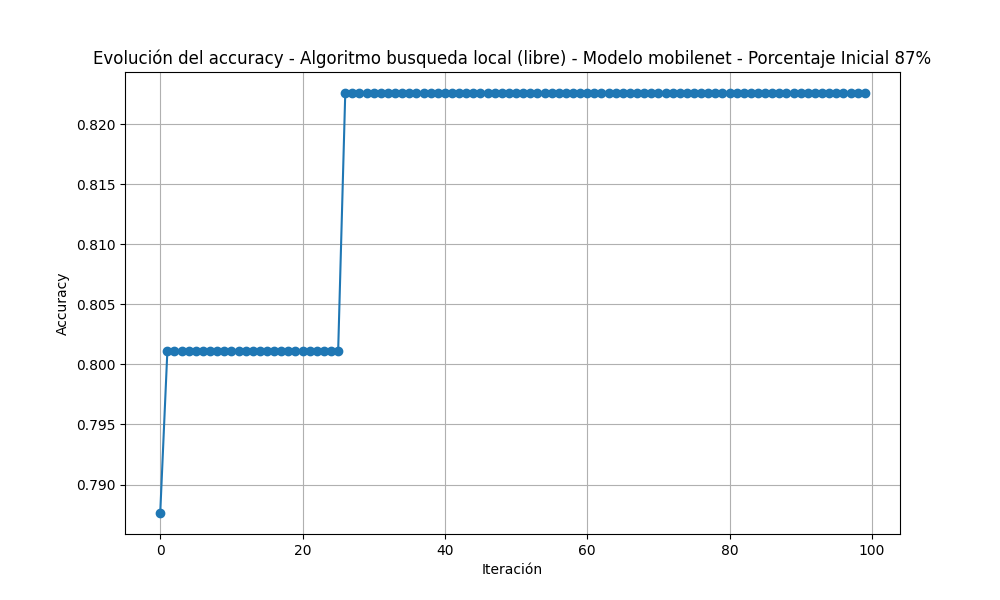 Evolución del accuracy - Algoritmo busqueda local (libre) - Modelo mobilenet - Porcentaje Inicial 87%
0.820
0.815
0.810
0.805
0.800
0.795
0.790
Accuracy
0 20 40 60 80 100
Iteración